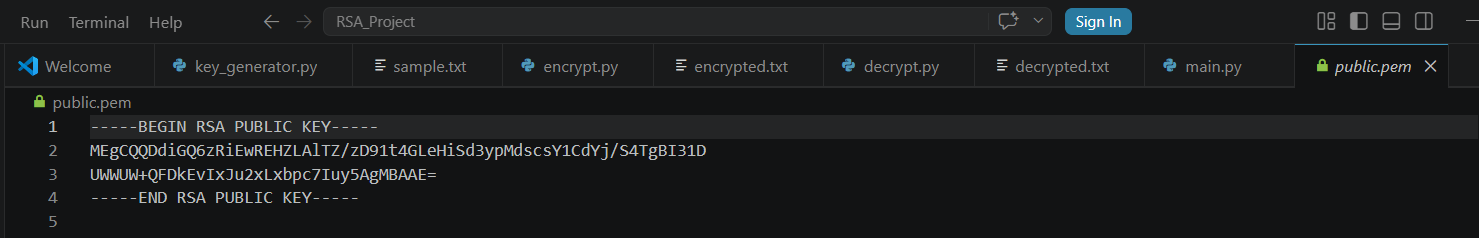 Run Terminal Help RSA_Project Sign In
Welcome key_generator.py sample.txt encrypt.py encrypted.txt decrypt.py decrypted.txt main.py public.pem
public.pem
1 -----BEGIN RSA PUBLIC KEY-----
2 MEgCQQDdiGQ6zRiEwREHZLAlTZ/zD91t4GLeHiSd3ypMdscsY1CdYj/S4TgBI31D
3 UWWUW+QFDkEvIxJu2xLxbpc7Iuy5AgMBAAE=
4 -----END RSA PUBLIC KEY-----
5